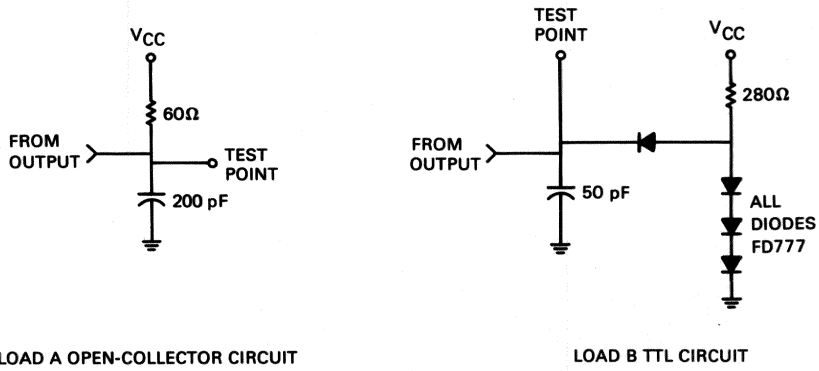 VCC
60Ω
FROM
OUTPUT
TEST
POINT
200 pF
LOAD A OPEN-COLLECTOR CIRCUIT
TEST
POINT
VCC
280Ω
FROM
OUTPUT
50 pF
ALL
DIODES
FD777
LOAD B TTL CIRCUIT